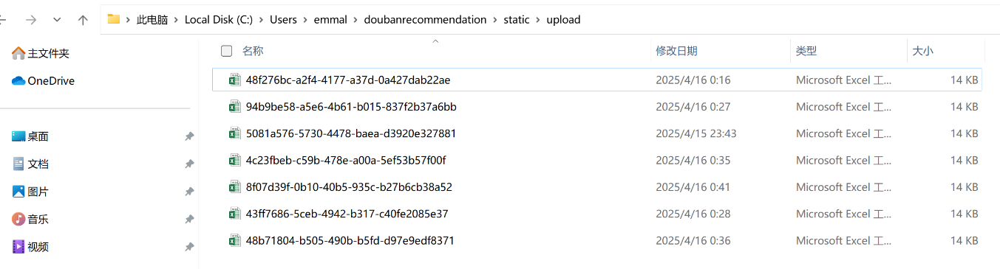 此电脑 > Local Disk (C:) > Users > emmal > doubanrecommendation > static > upload
主文件夹
OneDrive
桌面
文档
图片
音乐
视频
名称 修改日期 类型 大小
48f276bc-a2f4-4177-a37d-0a427dab22ae 2025/4/16 0:16 Microsoft Excel 工... 14 KB
94b9be58-a5e6-4b61-b015-837f2b37a6bb 2025/4/16 0:27 Microsoft Excel 工... 14 KB
5081a576-5730-4478-baea-d3920e327881 2025/4/15 23:43 Microsoft Excel 工... 14 KB
4c23fbeb-c59b-478e-a00a-5ef53b57f00f 2025/4/16 0:35 Microsoft Excel 工... 14 KB
8f07d39f-0b10-40b5-935c-b27b6cb38a52 2025/4/16 0:41 Microsoft Excel 工... 14 KB
43ff7686-5ceb-4942-b317-c40fe2085e37 2025/4/16 0:28 Microsoft Excel 工... 14 KB
48b71804-b505-490b-b5fd-d97e9edf8371 2025/4/16 0:36 Microsoft Excel 工... 14 KB